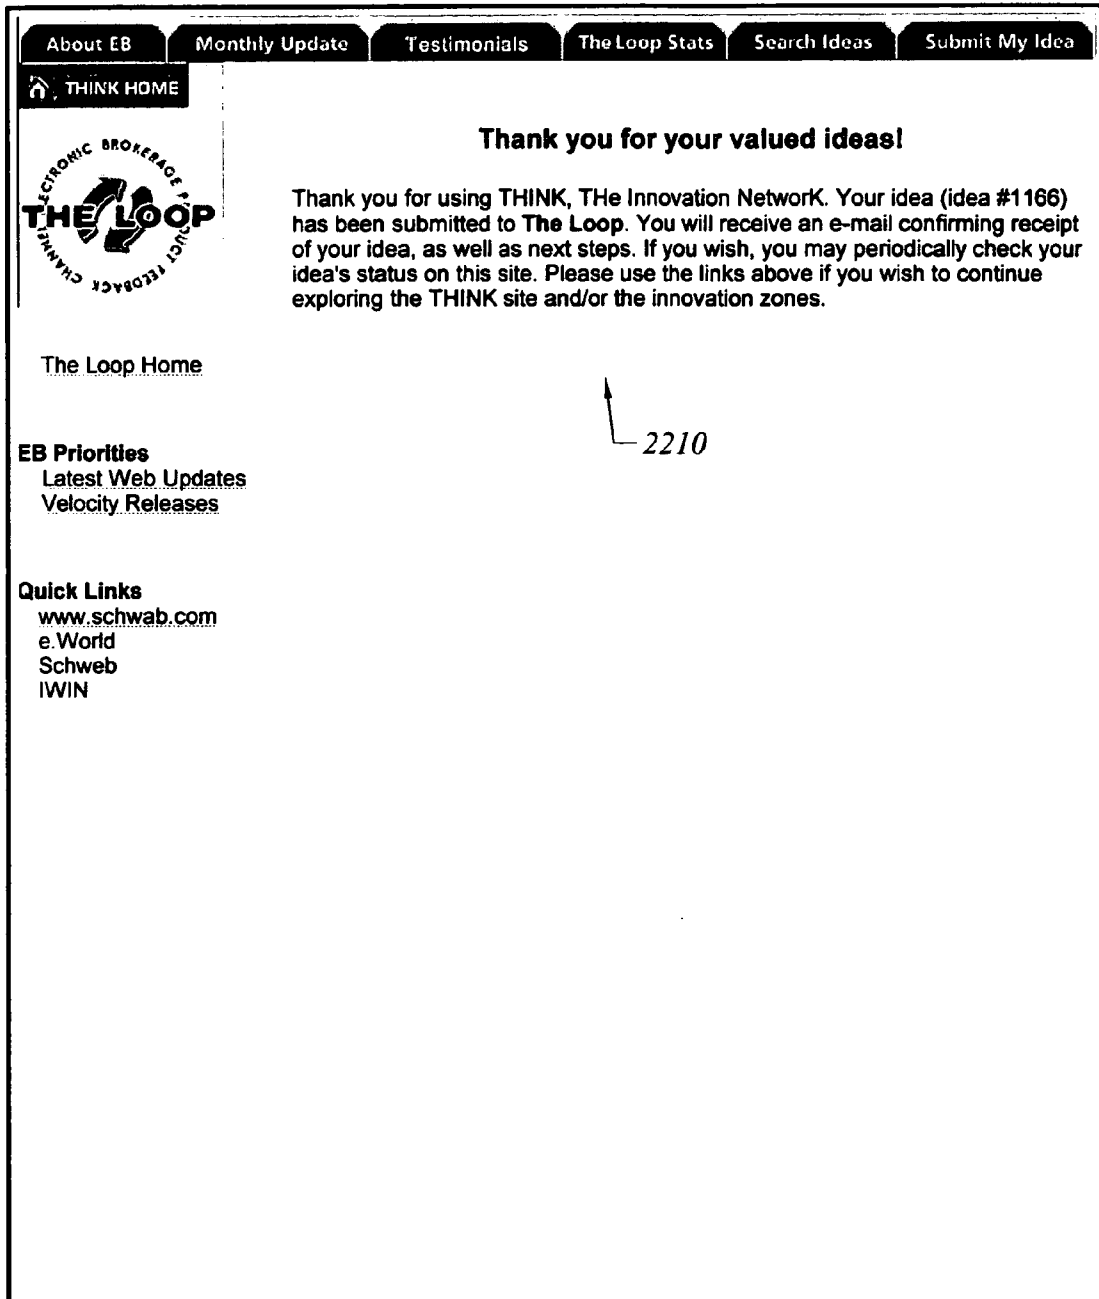 About EB
Monthly Update
Testimonials
The Loop Stats
Search Ideas
Submit My Idea
THINK HOME
ELECTRONIC BROKERAGE PRODUCT FEEDBACK CHANNEL
THE LOOP
Thank you for your valued ideas!
Thank you for using THINK, THe Innovation NetworK. Your idea (idea #1166)
has been submitted to The Loop. You will receive an e-mail confirming receipt
of your idea, as well as next steps. If you wish, you may periodically check your
idea's status on this site. Please use the links above if you wish to continue
exploring the THINK site and/or the innovation zones.
The Loop Home
2210
EB Priorities
Latest Web Updates
Velocity Releases
Quick Links
www.schwab.com
e.World
Schweb
IWIN